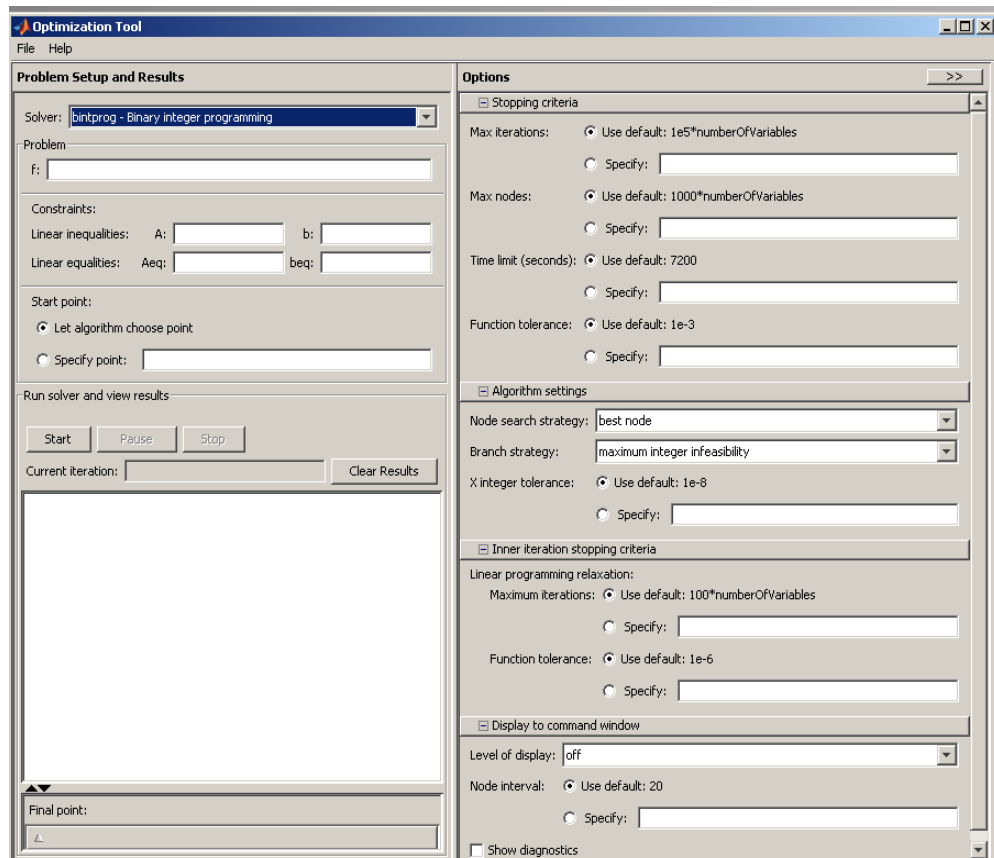 Optimization Tool
File Help
Problem Setup and Results
Solver: bintprog - Binary integer programming
Problem
f:
Constraints:
Linear inequalities: A: b:
Linear equalities: Aeq: beq:
Start point:
Let algorithm choose point
Specify point:
Run solver and view results
Start Pause Stop
Current iteration: Clear Results
Final point:
Options >>
Stopping criteria
Max iterations: Use default: 1e5*numberOfVariables
Specify:
Max nodes: Use default: 1000*numberOfVariables
Specify:
Time limit (seconds): Use default: 7200
Specify:
Function tolerance: Use default: 1e-3
Specify:
Algorithm settings
Node search strategy: best node
Branch strategy: maximum integer infeasibility
X integer tolerance: Use default: 1e-8
Specify:
Inner iteration stopping criteria
Linear programming relaxation:
Maximum iterations: Use default: 100*numberOfVariables
Specify:
Function tolerance: Use default: 1e-6
Specify:
Display to command window
Level of display: off
Node interval: Use default: 20
Specify:
Show diagnostics